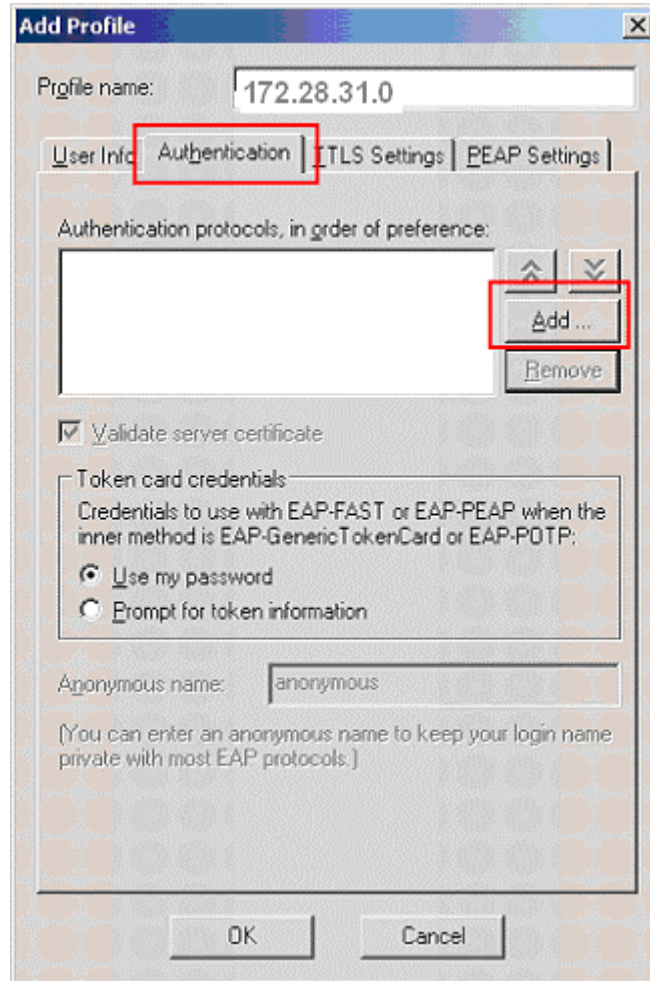 Add Profile
Profile name: 172.28.31.0
User Info Authentication TTLS Settings PEAP Settings
Authentication protocols, in order of preference:
Add ...
Remove
Validate server certificate
Token card credentials
Credentials to use with EAP-FAST or EAP-PEAP when the
inner method is EAP-GenericTokenCard or EAP-POTP:
Use my password
Prompt for token information
Anonymous name: anonymous
(You can enter an anonymous name to keep your login name
private with most EAP protocols.)
OK Cancel